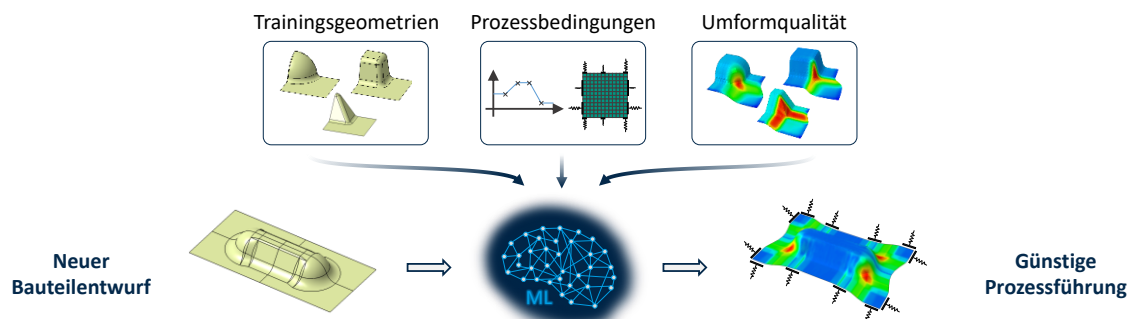 Trainingsgeometrien
Prozessbedingungen
Umformqualität
Neuer
Bauteilentwurf
ML
Günstige
Prozessführung